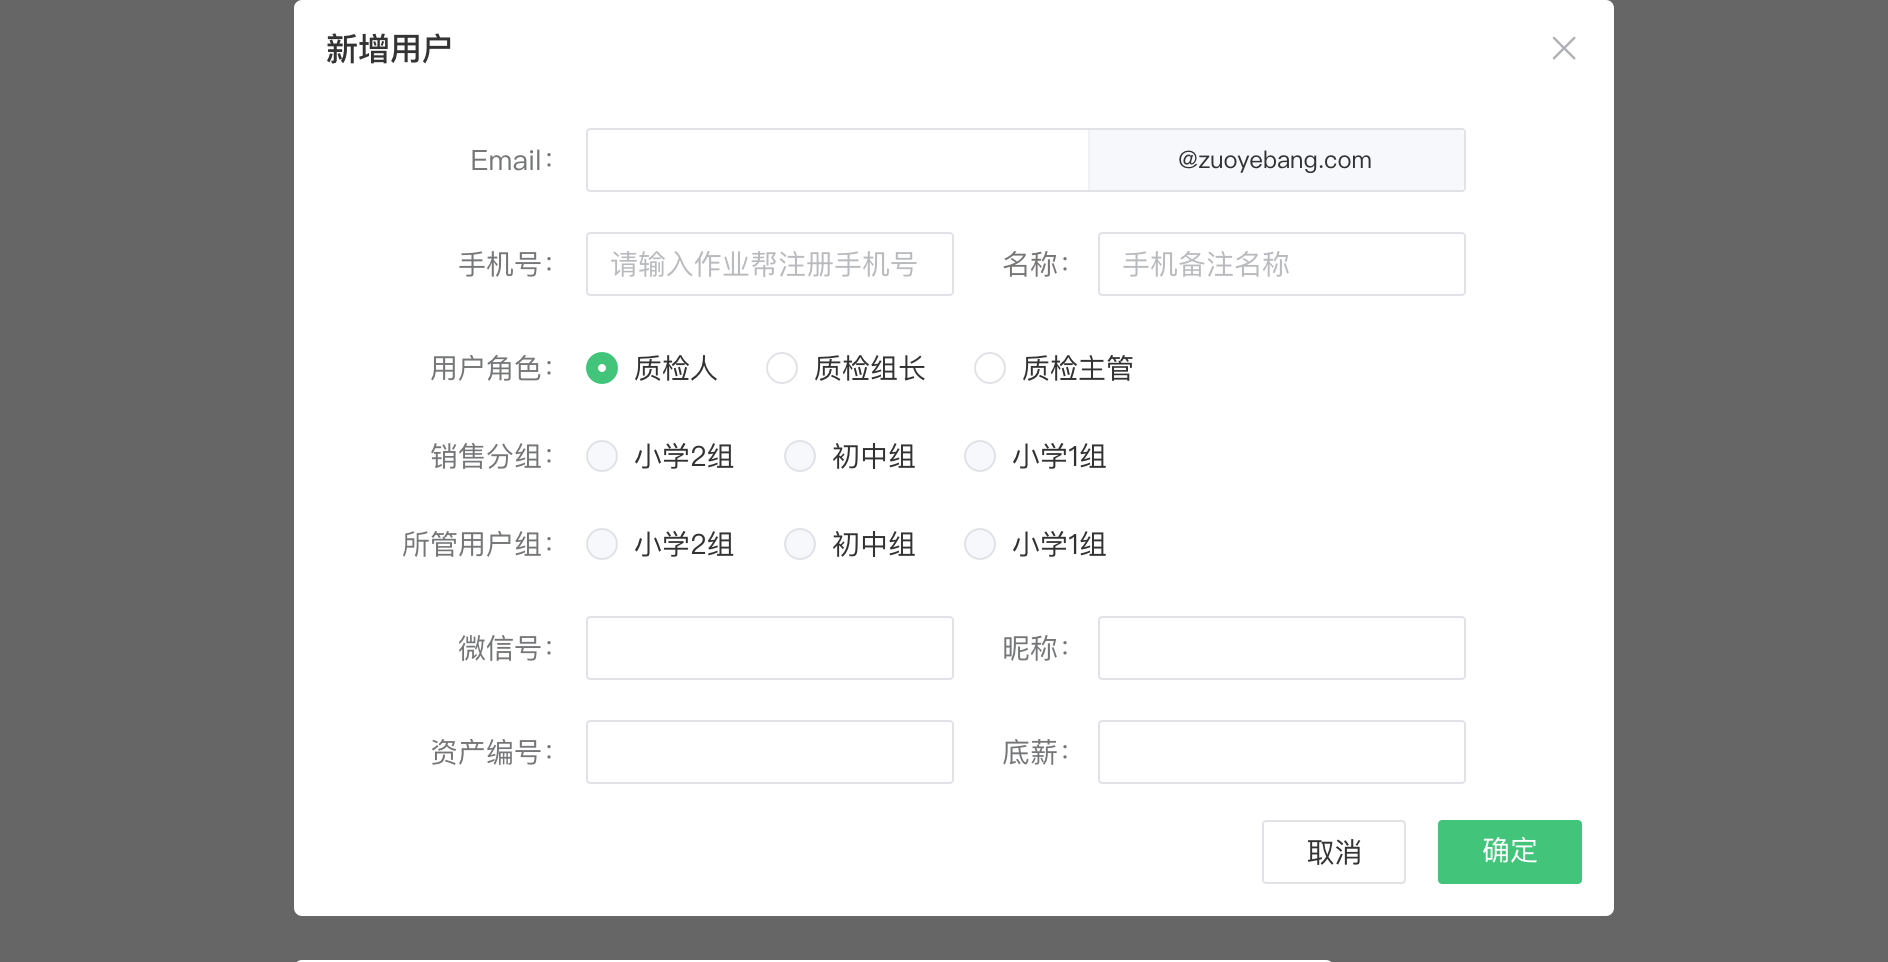 新增用户
Email： @zuoyebang.com
手机号： 请输入作业帮注册手机号 名称： 手机备注名称
用户角色： 质检人 质检组长 质检主管
销售分组： 小学2组 初中组 小学1组
所管用户组： 小学2组 初中组 小学1组
微信号： 昵称：
资产编号： 底薪：
取消 确定